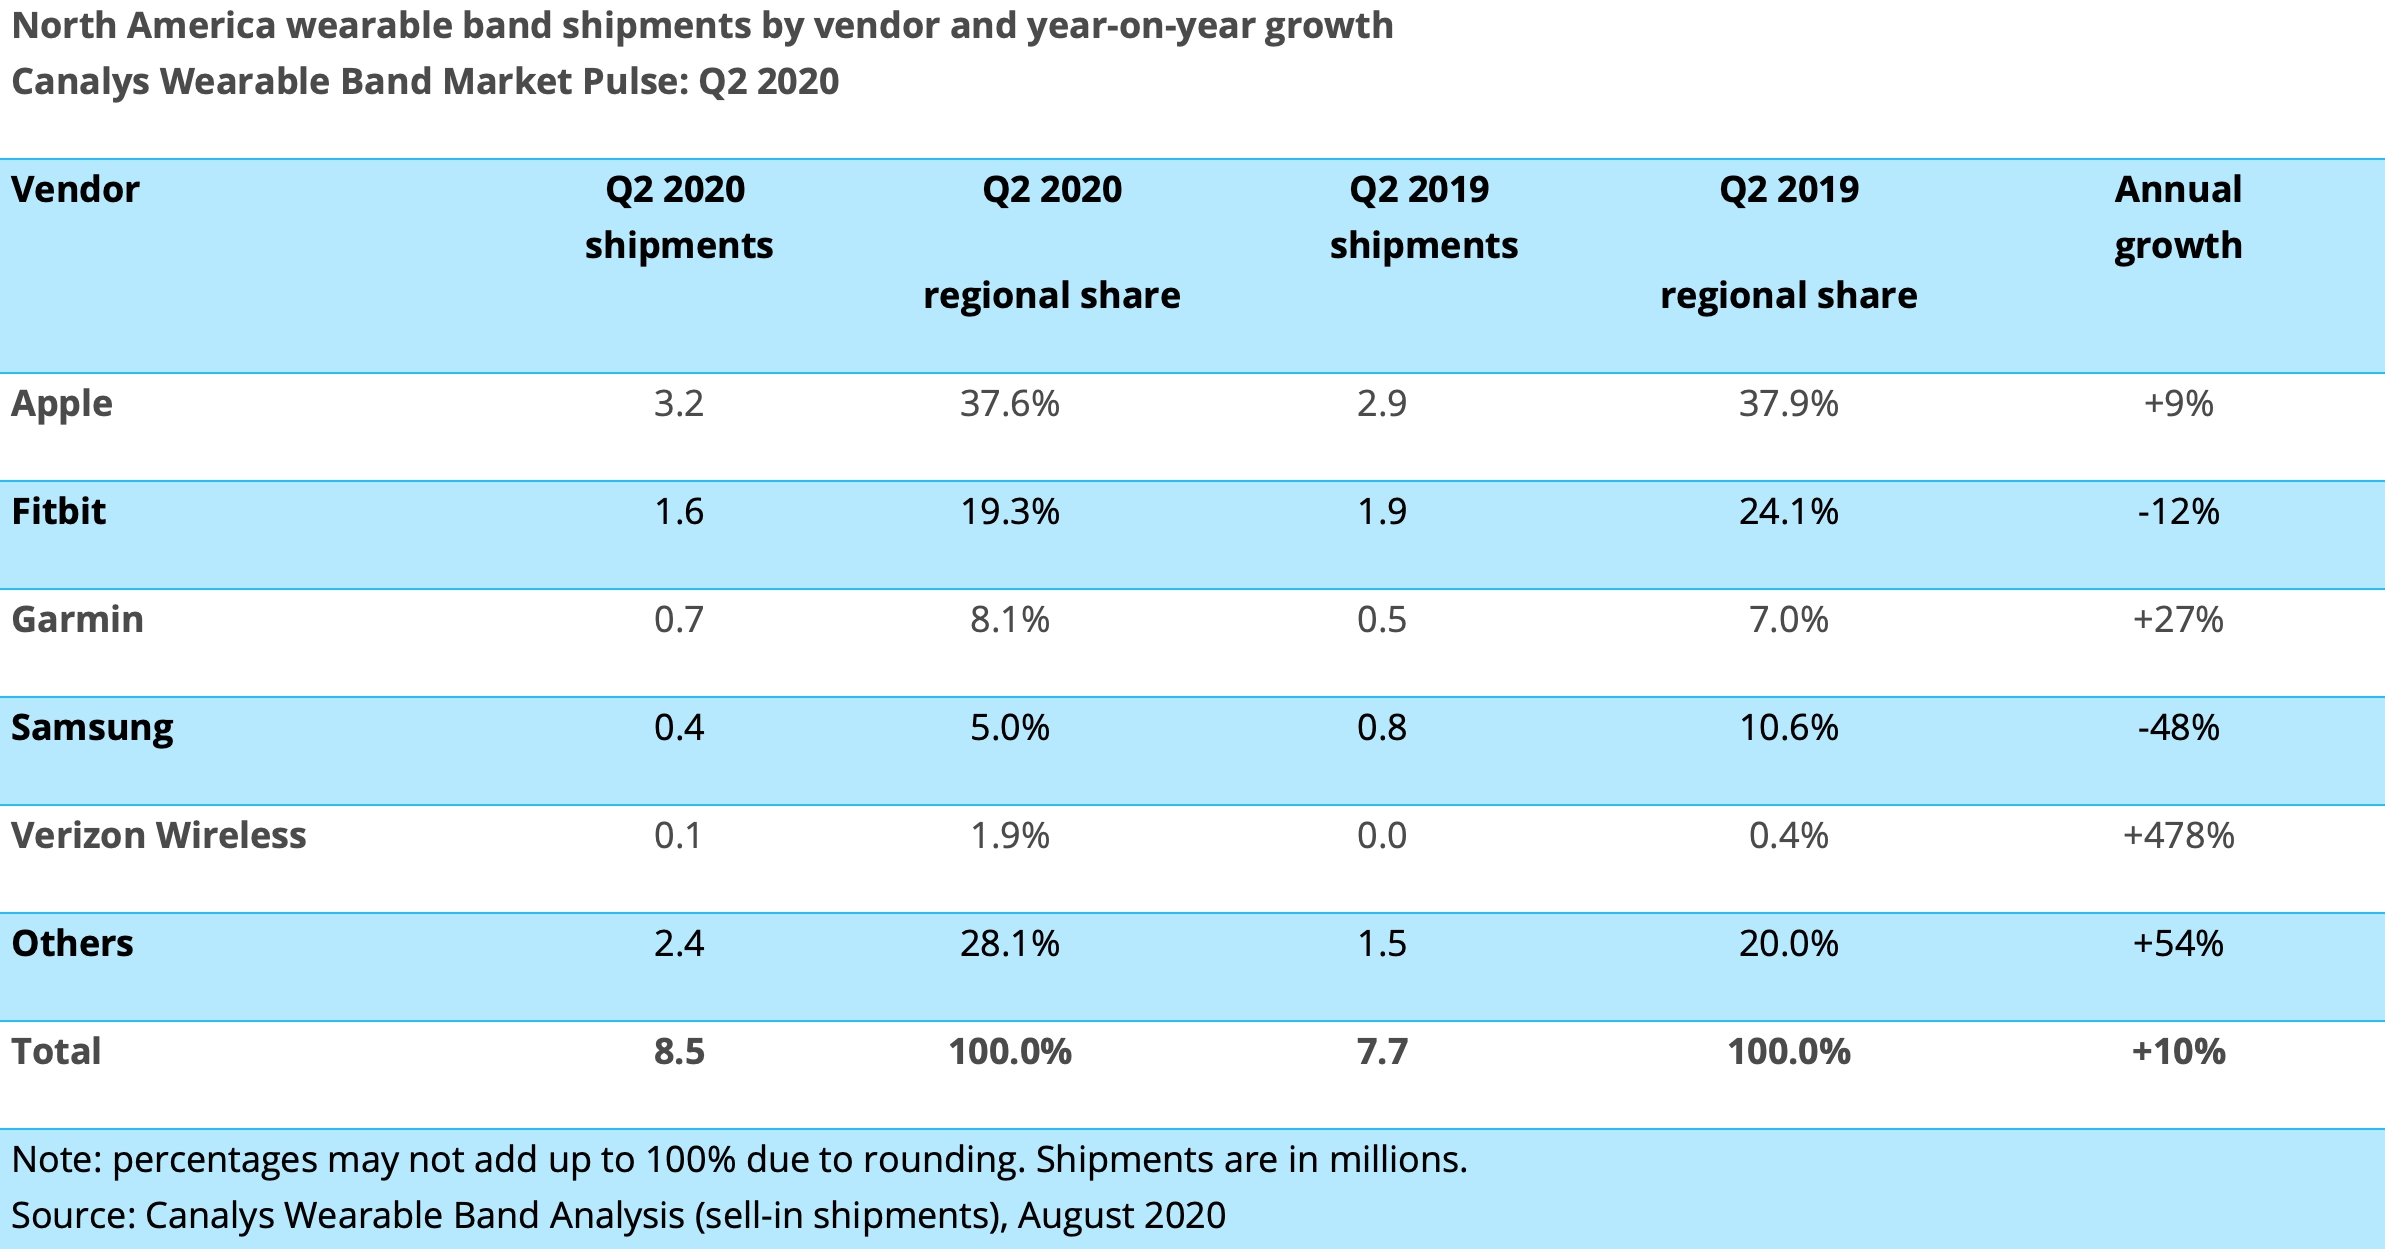 North America wearable band shipments by vendor and year-on-year growth
Canalys Wearable Band Market Pulse: Q2 2020
Vendor Q2 2020 Q2 2020 Q2 2019 Q2 2019 Annual
shipments shipments growth
regional share regional share
Apple 3.2 37.6% 2.9 37.9% +9%
Fitbit 1.6 19.3% 1.9 24.1% -12%
Garmin 0.7 8.1% 0.5 7.0% +27%
Samsung 0.4 5.0% 0.8 10.6% -48%
Verizon Wireless 0.1 1.9% 0.0 0.4% +478%
Others 2.4 28.1% 1.5 20.0% +54%
Total 8.5 100.0% 7.7 100.0% +10%
Note: percentages may not add up to 100% due to rounding. Shipments are in millions.
Source: Canalys Wearable Band Analysis (sell-in shipments), August 2020